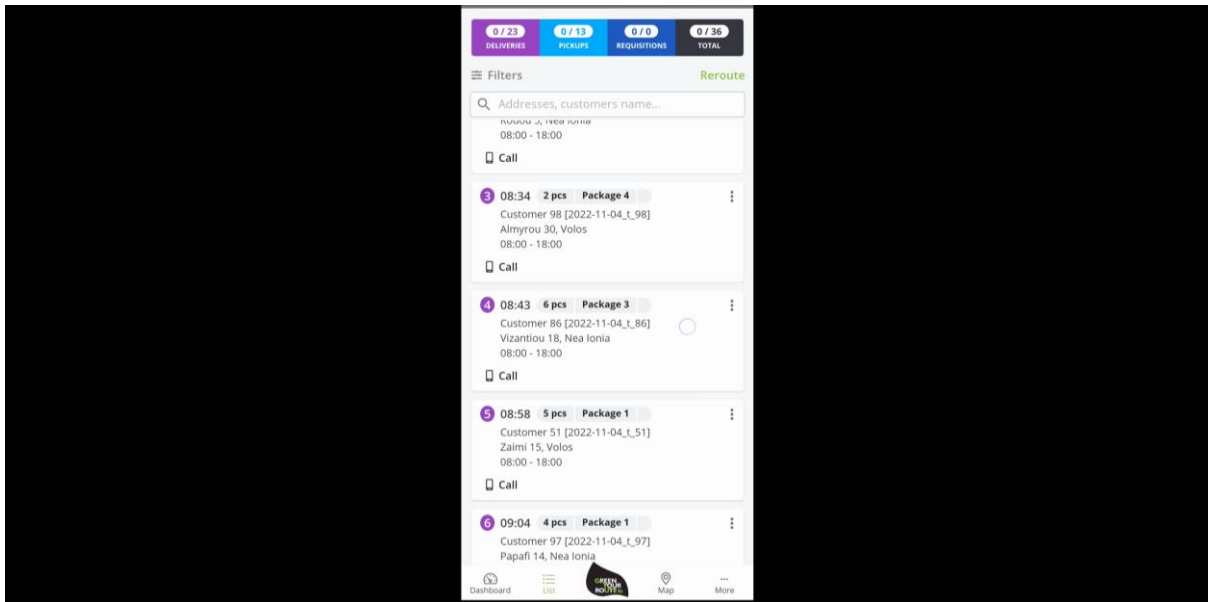 0 / 23
DELIVERIES
0 / 13
PICKUPS
0 / 0
REQUISITIONS
0 / 36
TOTAL
Filters
Reroute
Addresses, customers name...
5, Nea Ionia
08:00 - 18:00
Call
3 08:34 2 pcs Package 4
Customer 98 [2022-11-04_t_98]
Almyrou 30, Volos
08:00 - 18:00
Call
4 08:43 6 pcs Package 3
Customer 86 [2022-11-04_t_86]
Vizantiou 18, Nea Ionia
08:00 - 18:00
Call
5 08:58 5 pcs Package 1
Customer 51 [2022-11-04_t_51]
Zaimi 15, Volos
08:00 - 18:00
Call
6 09:04 4 pcs Package 1
Customer 97 [2022-11-04_t_97]
Papafi 14, Nea Ionia
Dashboard
List
GREEN
YOUR
ROUTE
Map
More